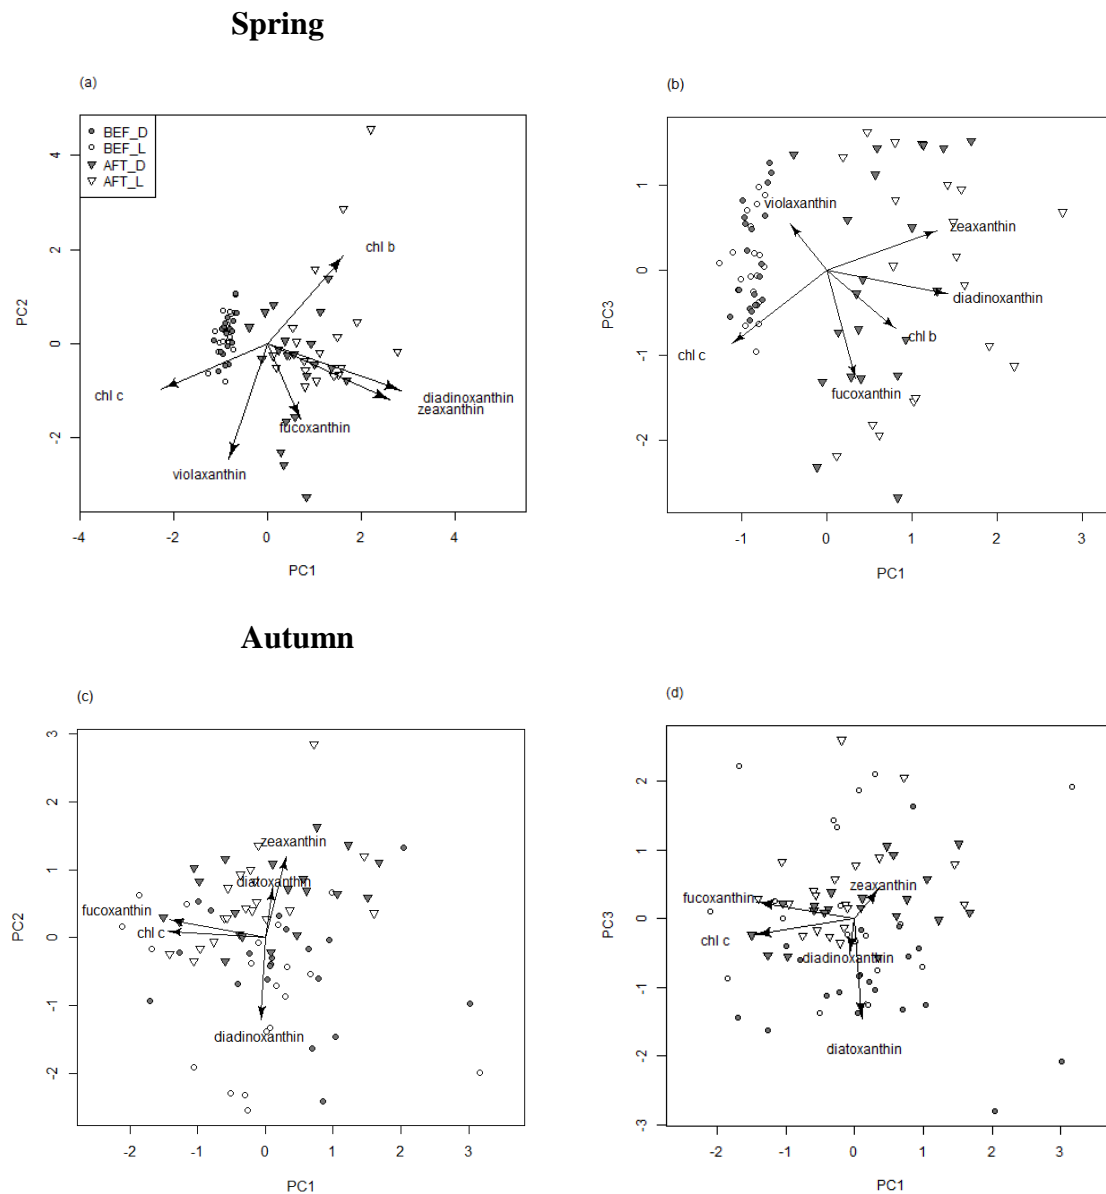 Spring
(a)
BEF_D
BEF_L
AFT_D
AFT_L
chl b
chl c
diadinoxanthin
zeaxanthin
fucoxanthin
violaxanthin
PC2
4
2
0
-2
-4
-2
0
2
4
PC1
(b)
violaxanthin
zeaxanthin
diadinoxanthin
chl b
chl c
fucoxanthin
PC3
1
0
-1
-2
-1
0
1
2
3
PC1
Autumn
(c)
zeaxanthin
diatoxanthin
fucoxanthin
chl c
diadinoxanthin
PC2
3
2
1
0
-1
-2
-2
-1
0
1
2
3
PC1
(d)
zeaxanthin
fucoxanthin
chl c
diadinoxanthin
diatoxanthin
PC3
2
1
0
-1
-2
-3
-2
-1
0
1
2
3
PC1